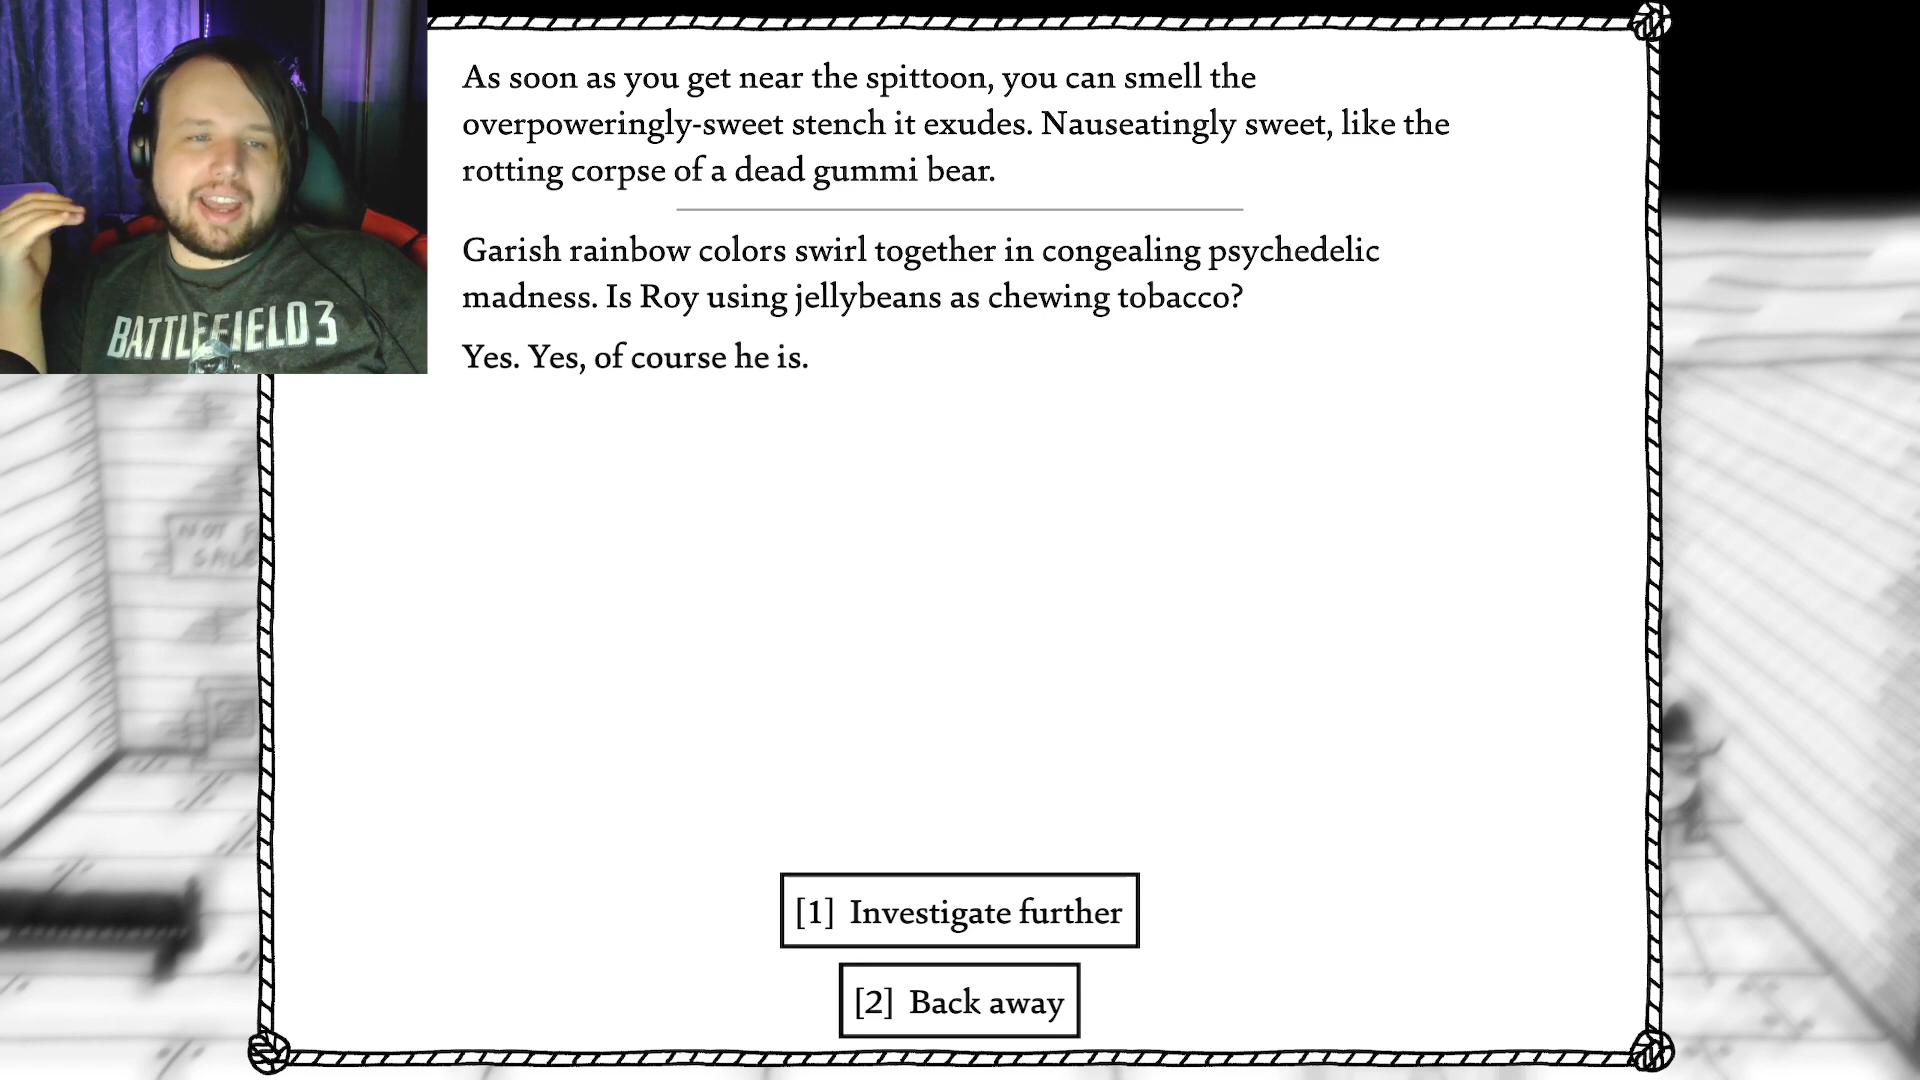 As soon as you get near the spittoon, you can smell the
overpoweringly-sweet stench it exudes. Nauseatingly sweet, like the
rotting corpse of a dead gummi bear.
Garish rainbow colors swirl together in congealing psychedelic
madness. Is Roy using jellybeans as chewing tobacco?
Yes. Yes, of course he is.
BATTLEFIELD 3
NOT
SALE
[1] Investigate further
[2] Back away